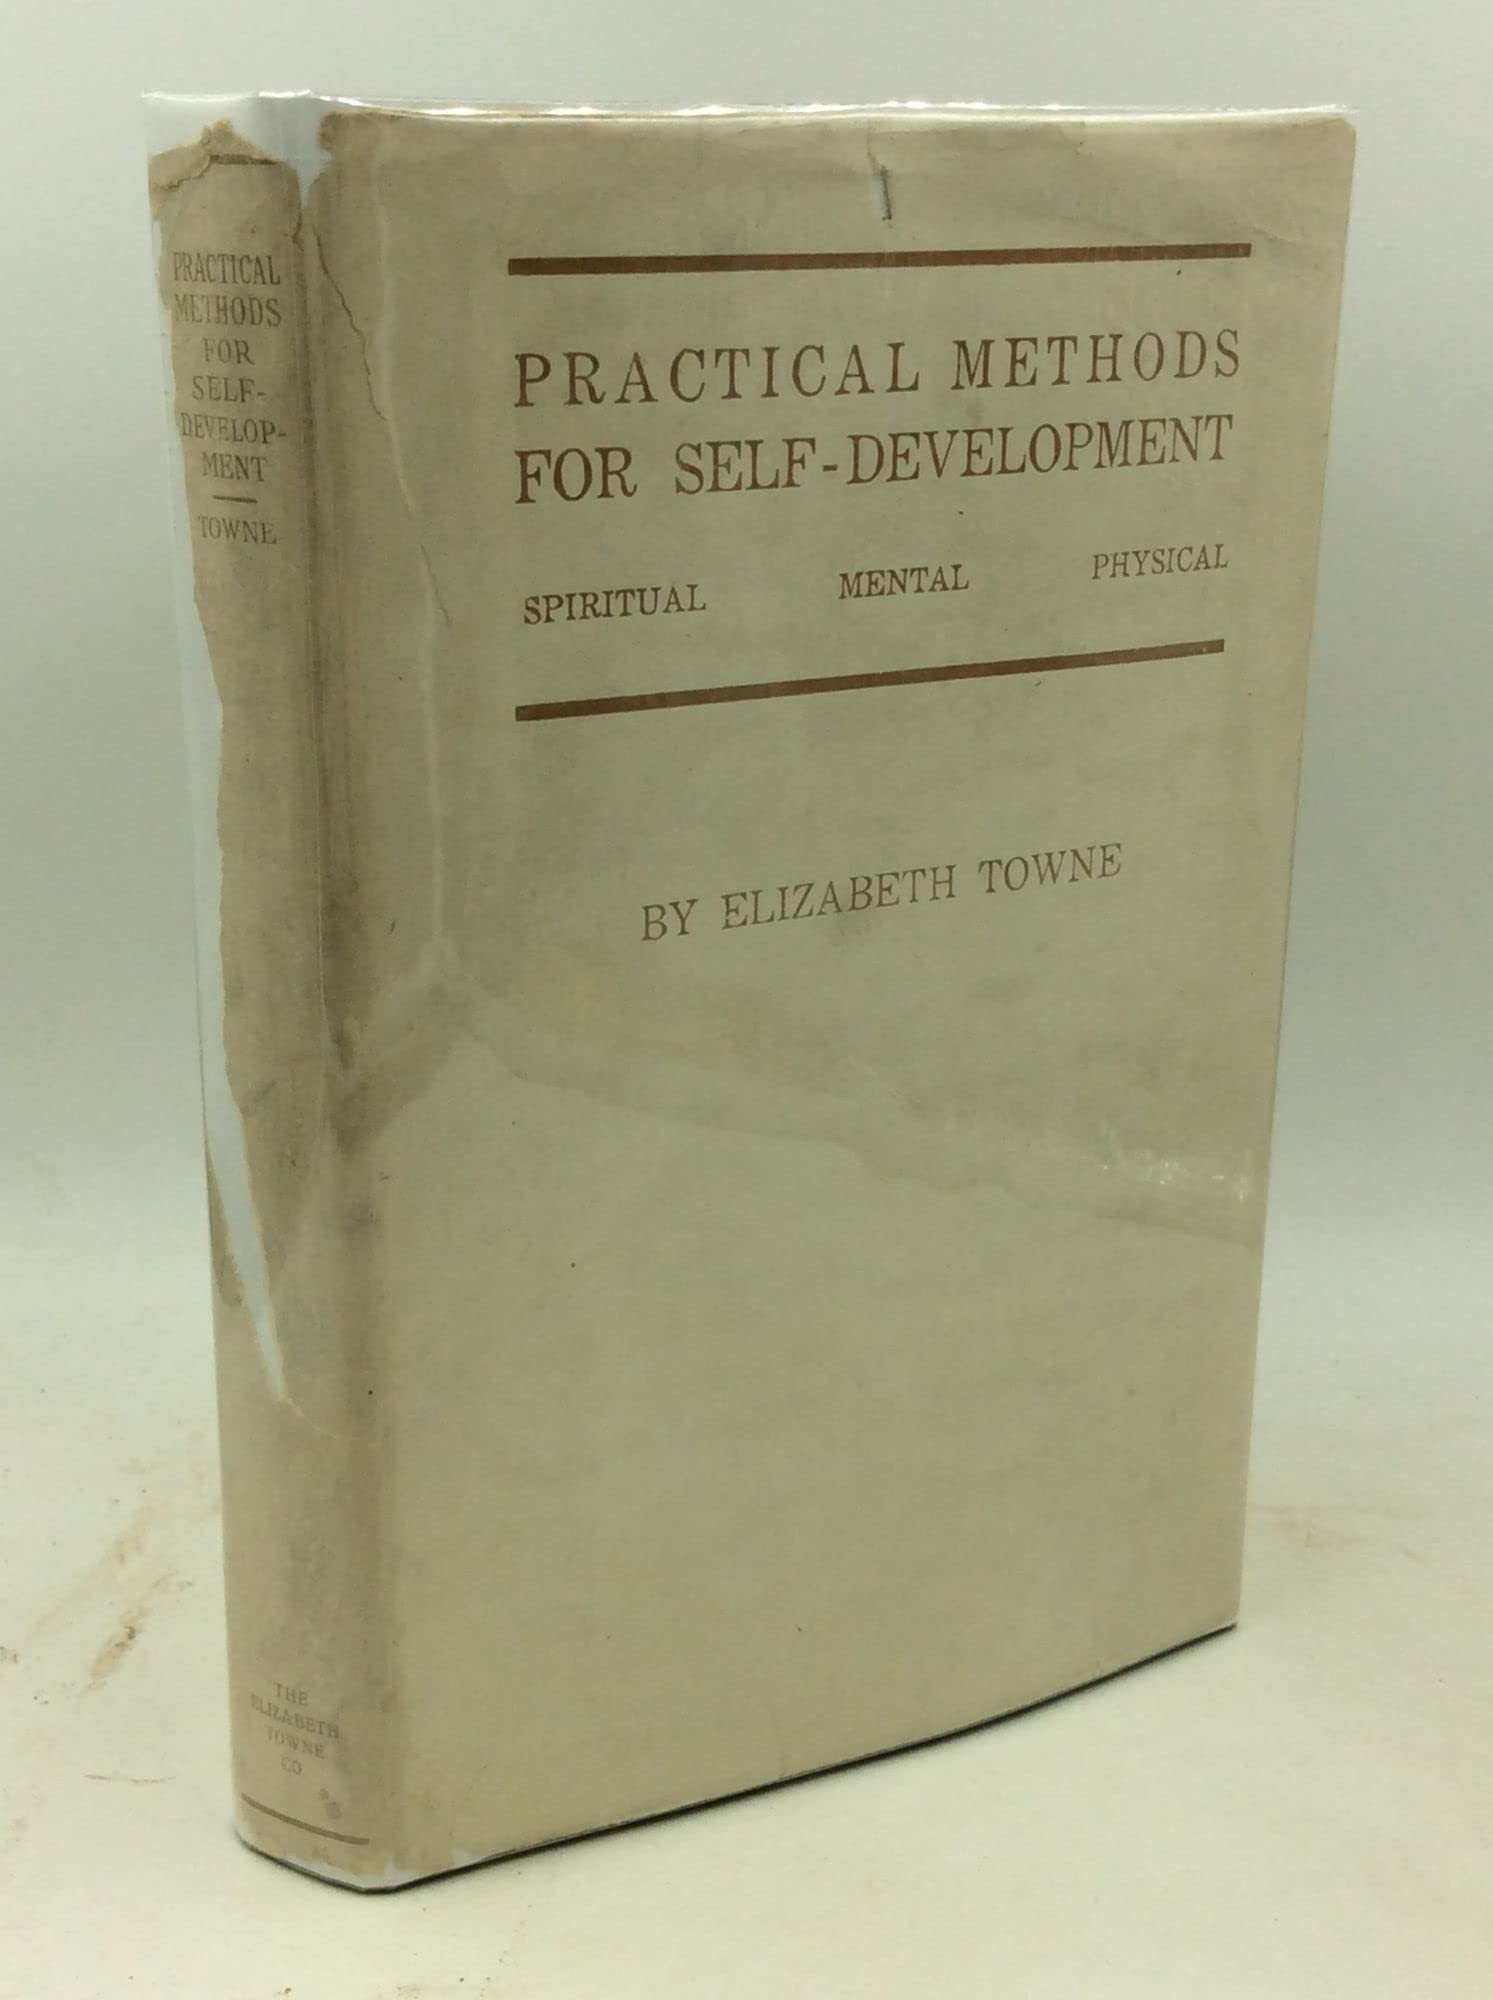 PRACTICAL
METHODS
FOR
SELF-
DEVELOP-
MENT
TOWNE
THE
ELIZABETH
TOWNE
CO
PRACTICAL METHODS
FOR SELF-DEVELOPMENT
SPIRITUAL MENTAL PHYSICAL
BY ELIZABETH TOWNE